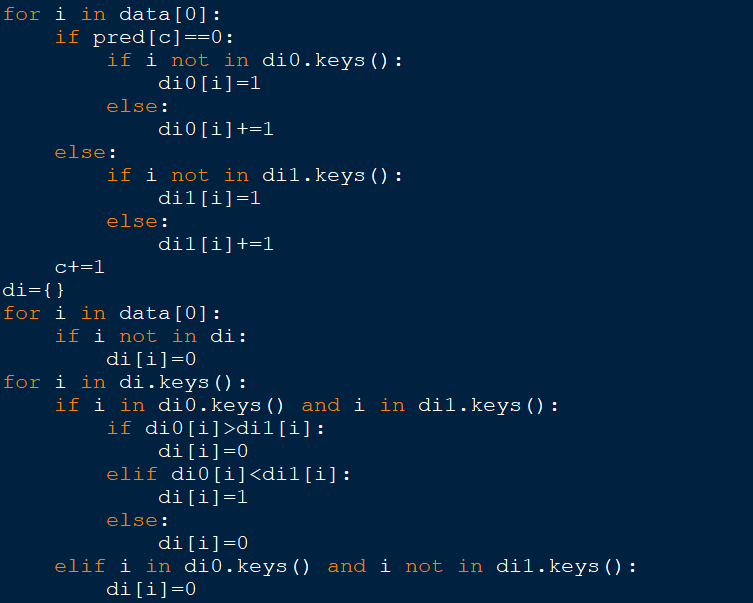 for i in data[0]:
    if pred[c]==0:
        if i not in di0.keys():
            di0[i]=1
        else:
            di0[i]+=1
    else:
        if i not in di1.keys():
            di1[i]=1
        else:
            di1[i]+=1
    c+=1
di={}
for i in data[0]:
    if i not in di:
        di[i]=0
for i in di.keys():
    if i in di0.keys() and i in di1.keys():
        if di0[i]>di1[i]:
            di[i]=0
        elif di0[i]<di1[i]:
            di[i]=1
        else:
            di[i]=0
    elif i in di0.keys() and i not in di1.keys():
        di[i]=0